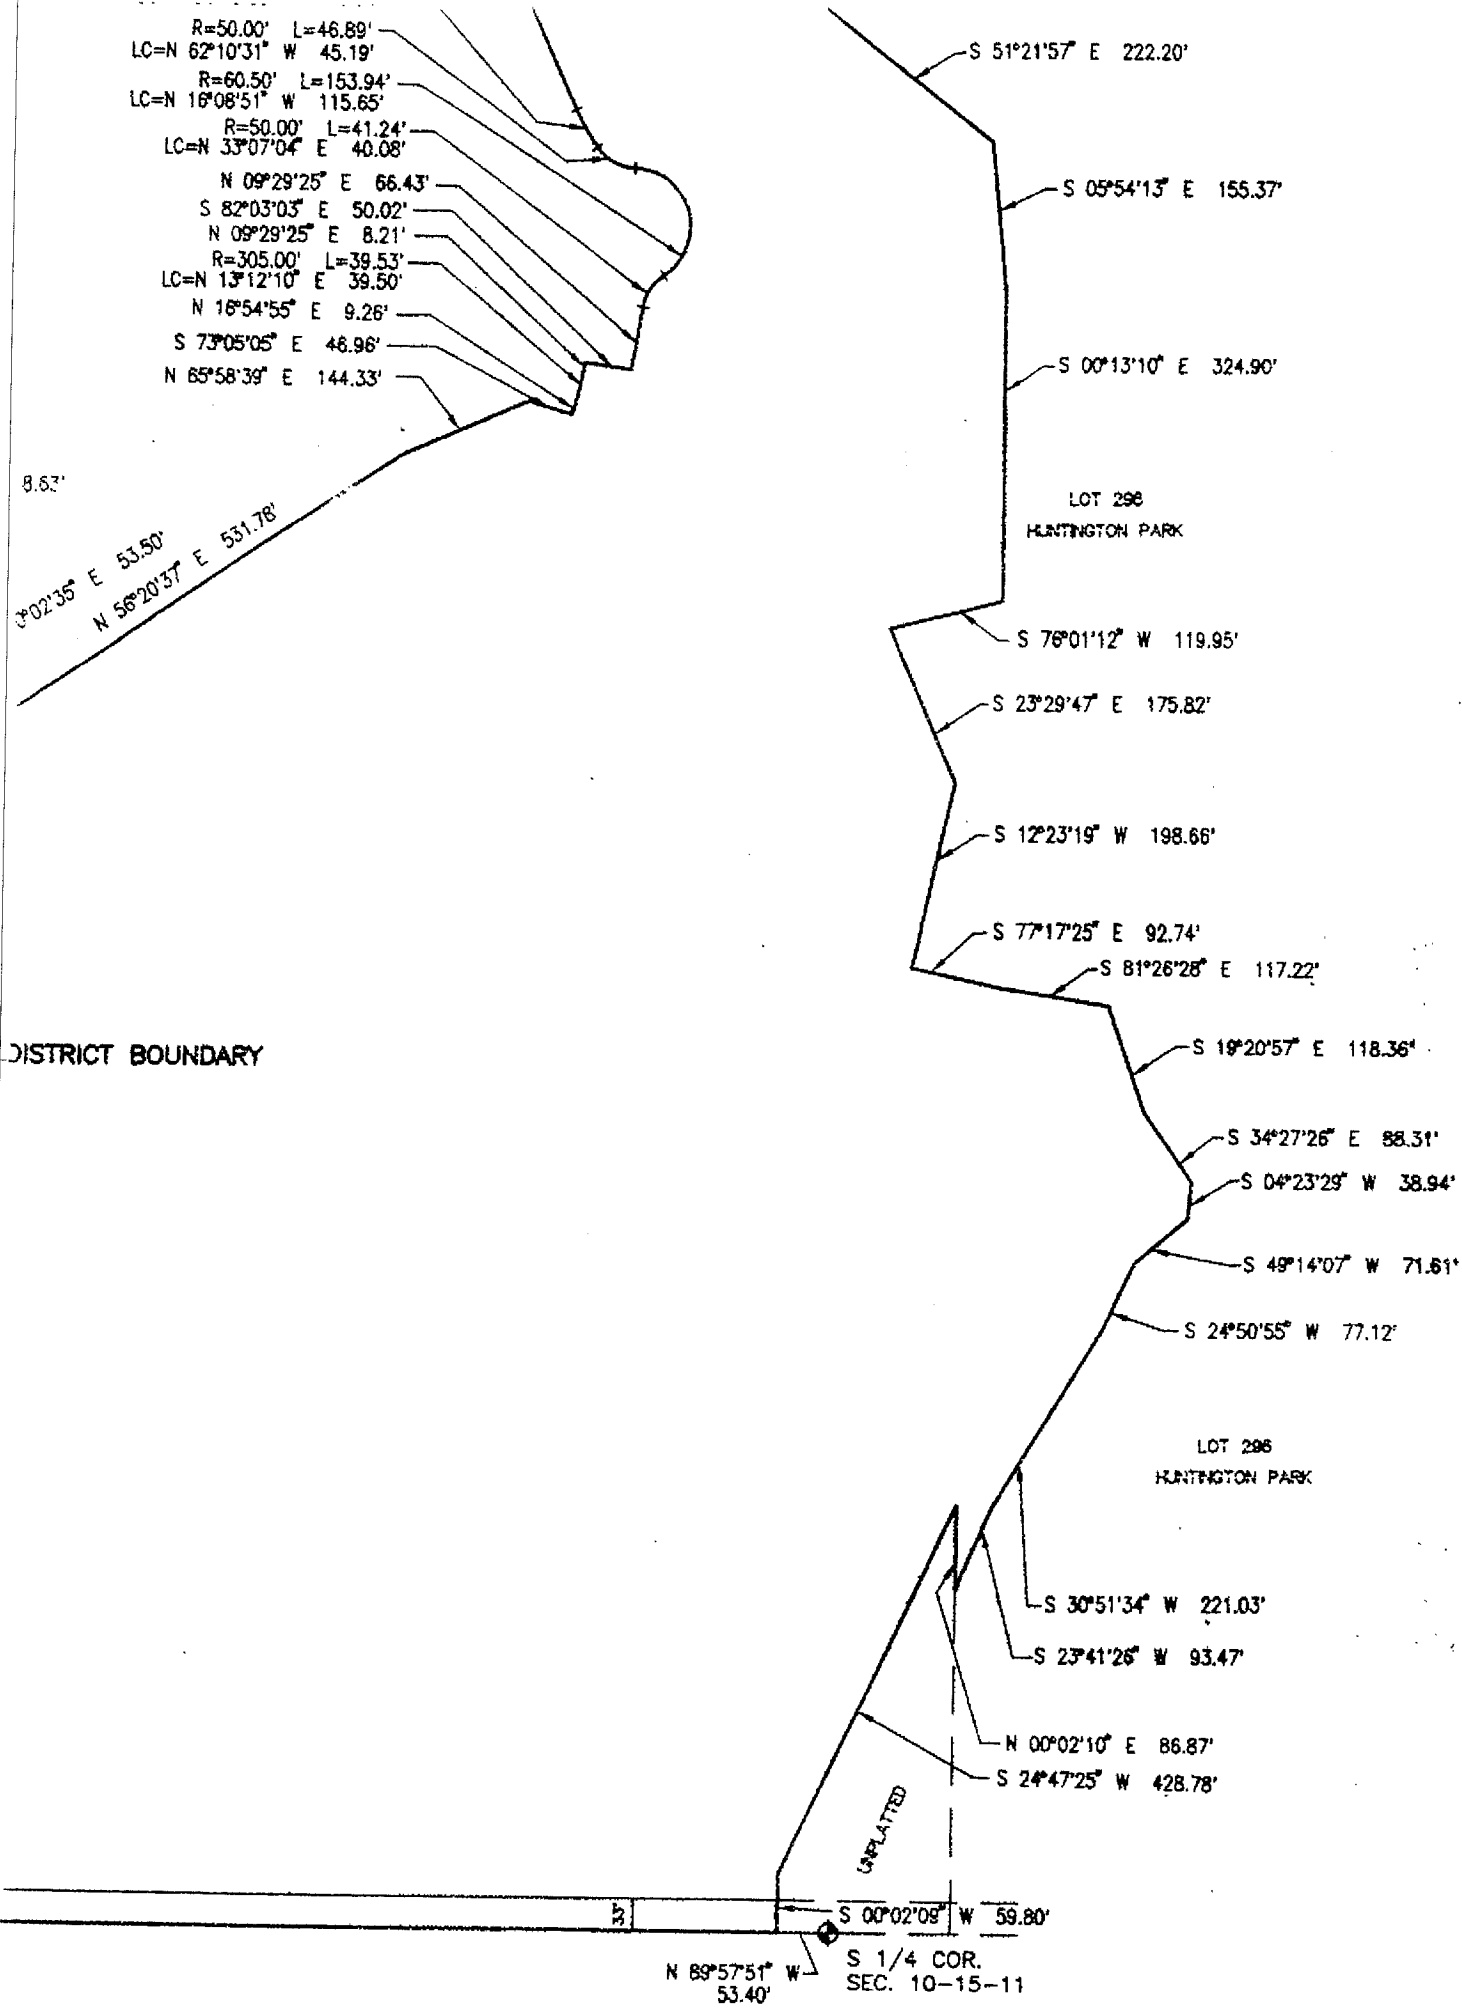 R=50.00' L=46.89'
LC=N 62°10'31" W 45.19'
R=60.50' L=153.94'
LC=N 16°08'51" W 115.65'
R=50.00' L=41.24'
LC=N 33°07'04" E 40.08'
N 09°29'25" E 66.43'
S 82°03'03" E 50.02'
N 09°29'25" E 8.21'
R=305.00' L=39.53'
LC=N 13°12'10" E 39.50'
N 16°54'55" E 9.26'
S 73°05'05" E 46.96'
N 65°58'39" E 144.33'
8.63'
°02'35" E 53.50'
N 56°20'37" E 531.78'
S 51°21'57" E 222.20'
S 05°54'13" E 155.37'
S 00°13'10" E 324.90'
LOT 296
HUNTINGTON PARK
S 76°01'12" W 119.95'
S 23°29'47" E 175.82'
S 12°23'19" W 198.66'
S 77°17'25" E 92.74'
S 81°26'28" E 117.22'
DISTRICT BOUNDARY
S 19°20'57" E 118.36'
S 34°27'26" E 88.31'
S 04°23'29" W 38.94'
S 49°14'07" W 71.61'
S 24°50'55" W 77.12'
LOT 296
HUNTINGTON PARK
S 30°51'34" W 221.03'
S 23°41'26" W 93.47'
N 00°02'10" E 86.87'
S 24°47'25" W 428.78'
UNPLATTED
33'
S 00°02'09" W 59.80'
N 89°57'51" W
53.40'
S 1/4 COR.
SEC. 10-15-11